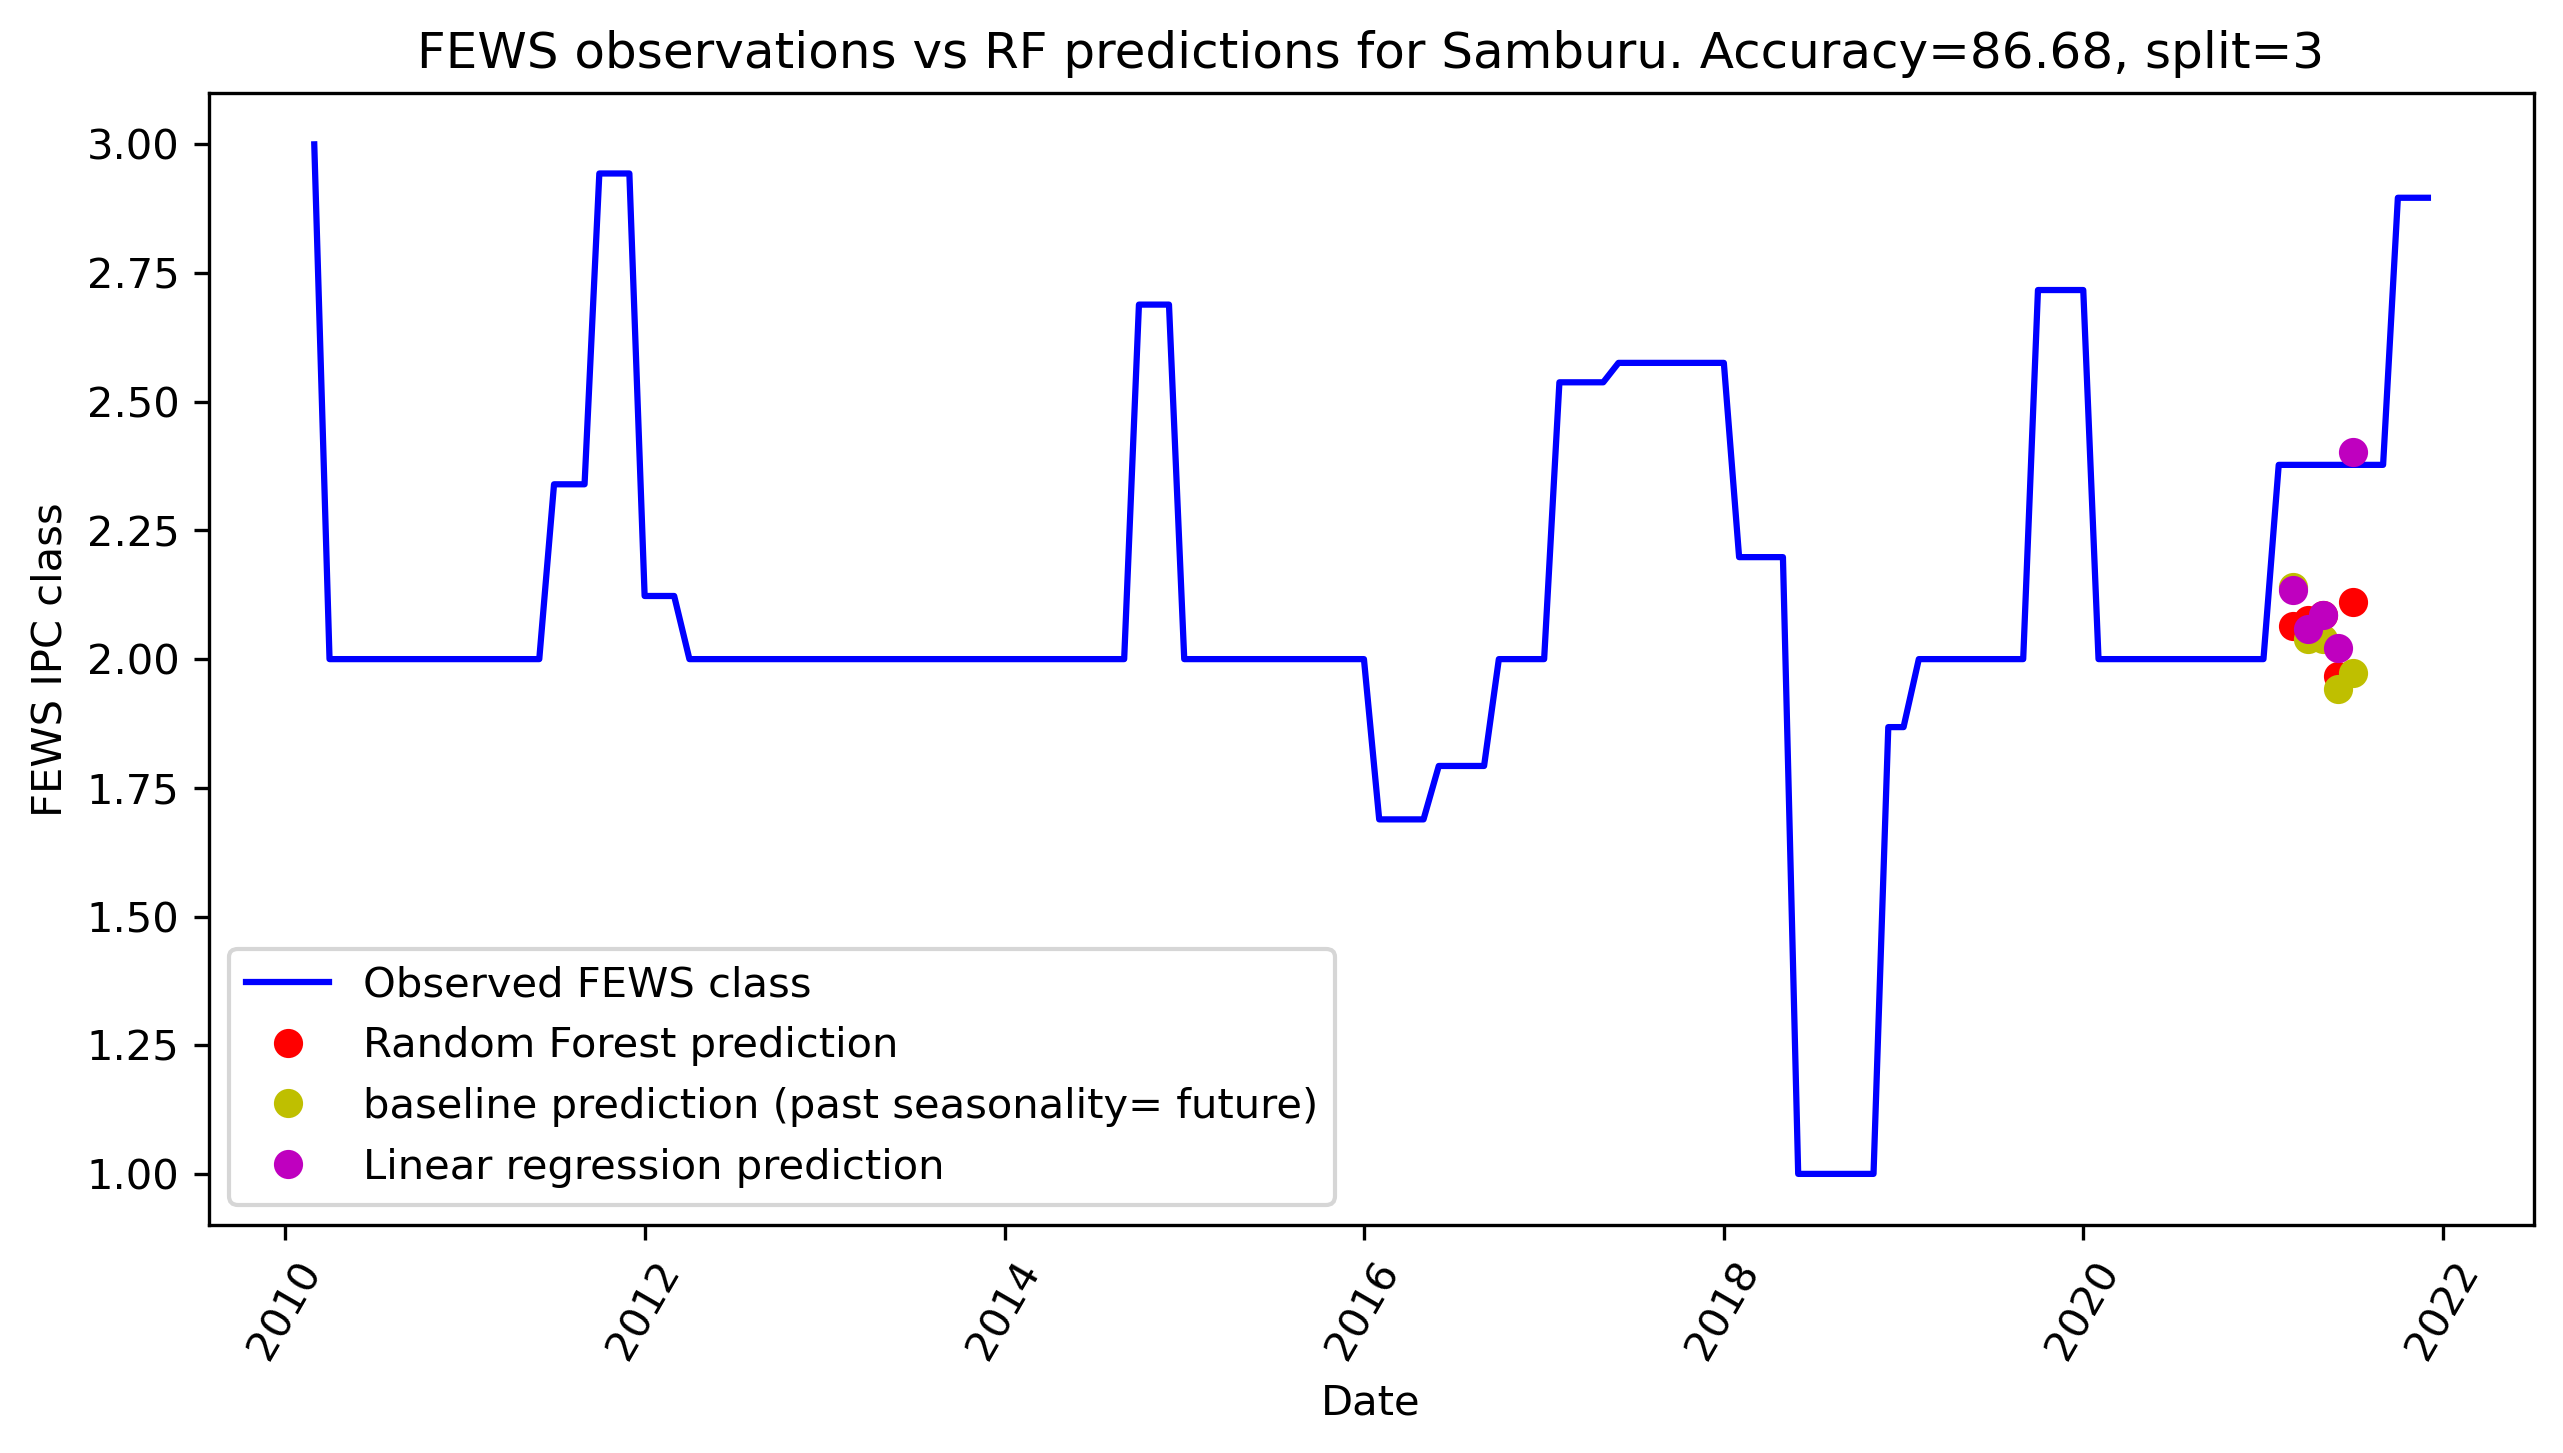 FEWS observations vs RF predictions for Samburu. Accuracy=86.68, split=3
FEWS IPC class
3.00
2.75
2.50
2.25
2.00
1.75
1.50
1.25
1.00
Observed FEWS class
Random Forest prediction
baseline prediction (past seasonality= future)
Linear regression prediction
2010
2012
2014
2016
2018
2020
2022
Date